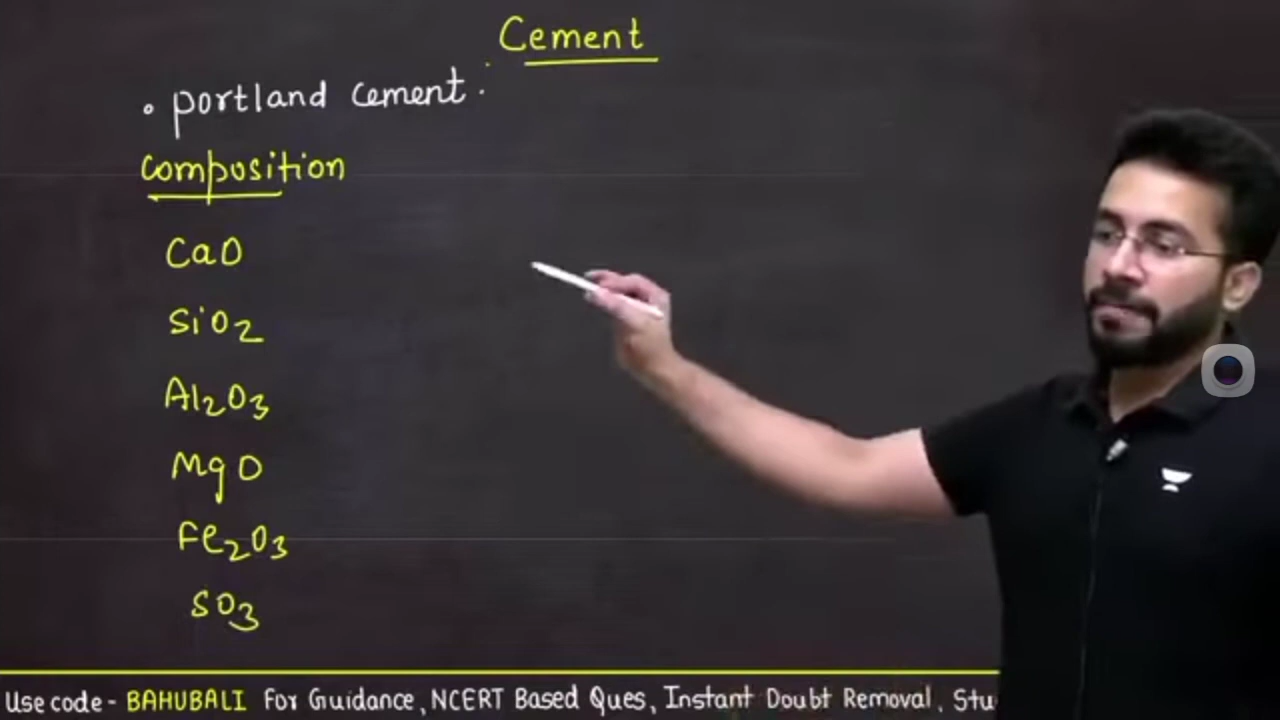 Cement
• portland cement.
composition
CaO
SiO2
Al2O3
MgO
Fe2O3
SO3
Use code - BAHUBALI For Guidance, NCERT Based Ques, Instant Doubt Removal, Stu